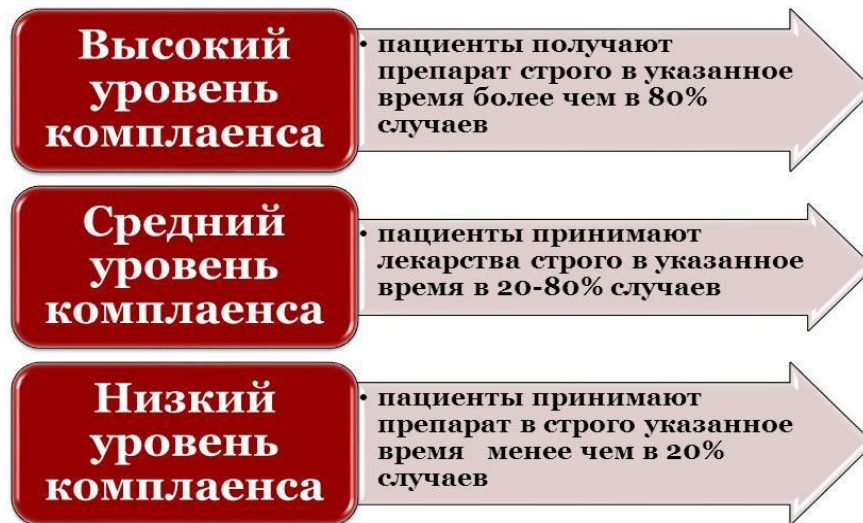 Высокий
уровень
комплаенса
• пациенты получают
препарат строго в указанное
время более чем в 80%
случаев
Средний
уровень
комплаенса
• пациенты принимают
лекарства строго в указанное
время в 20-80% случаев
Низкий
уровень
комплаенса
• пациенты принимают
препарат в строго указанное
время менее чем в 20%
случаев